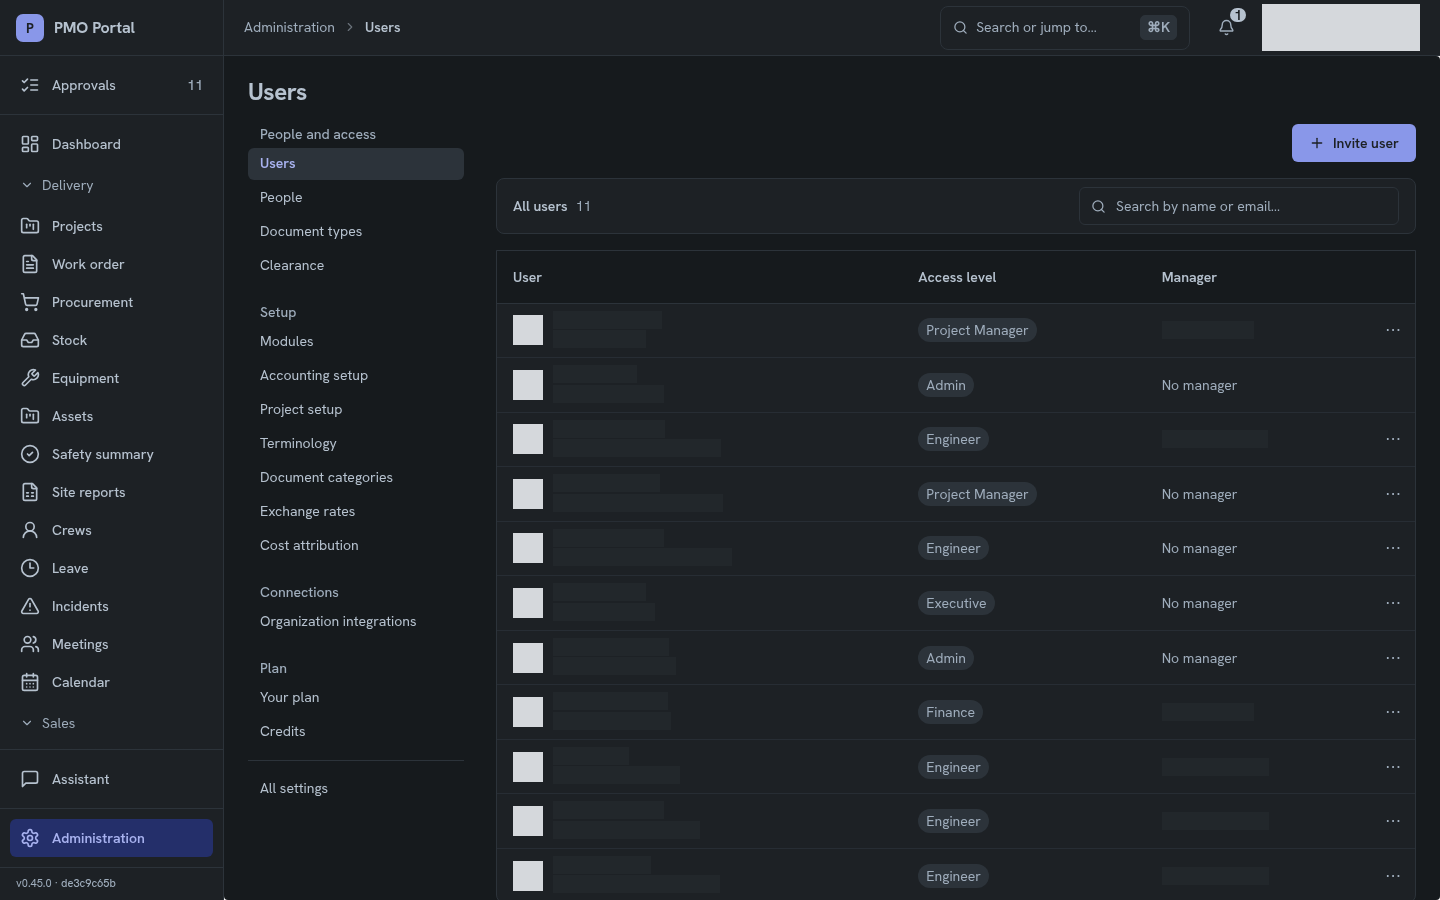 P PMO Portal
Administration > Users
Search or jump to... ⌘K
1
Approvals 11
Dashboard
Delivery
Projects
Work order
Procurement
Stock
Equipment
Assets
Safety summary
Site reports
Crews
Leave
Incidents
Meetings
Calendar
Sales
Assistant
Administration
v0.45.0 · de3c9c65b
Users
People and access
Users
People
Document types
Clearance
Setup
Modules
Accounting setup
Project setup
Terminology
Document categories
Exchange rates
Cost attribution
Connections
Organization integrations
Plan
Your plan
Credits
All settings
+ Invite user
All users 11
Search by name or email...
User Access level Manager
Project Manager
Admin No manager
Engineer
Project Manager No manager
Engineer No manager
Executive No manager
Admin No manager
Finance
Engineer
Engineer
Engineer